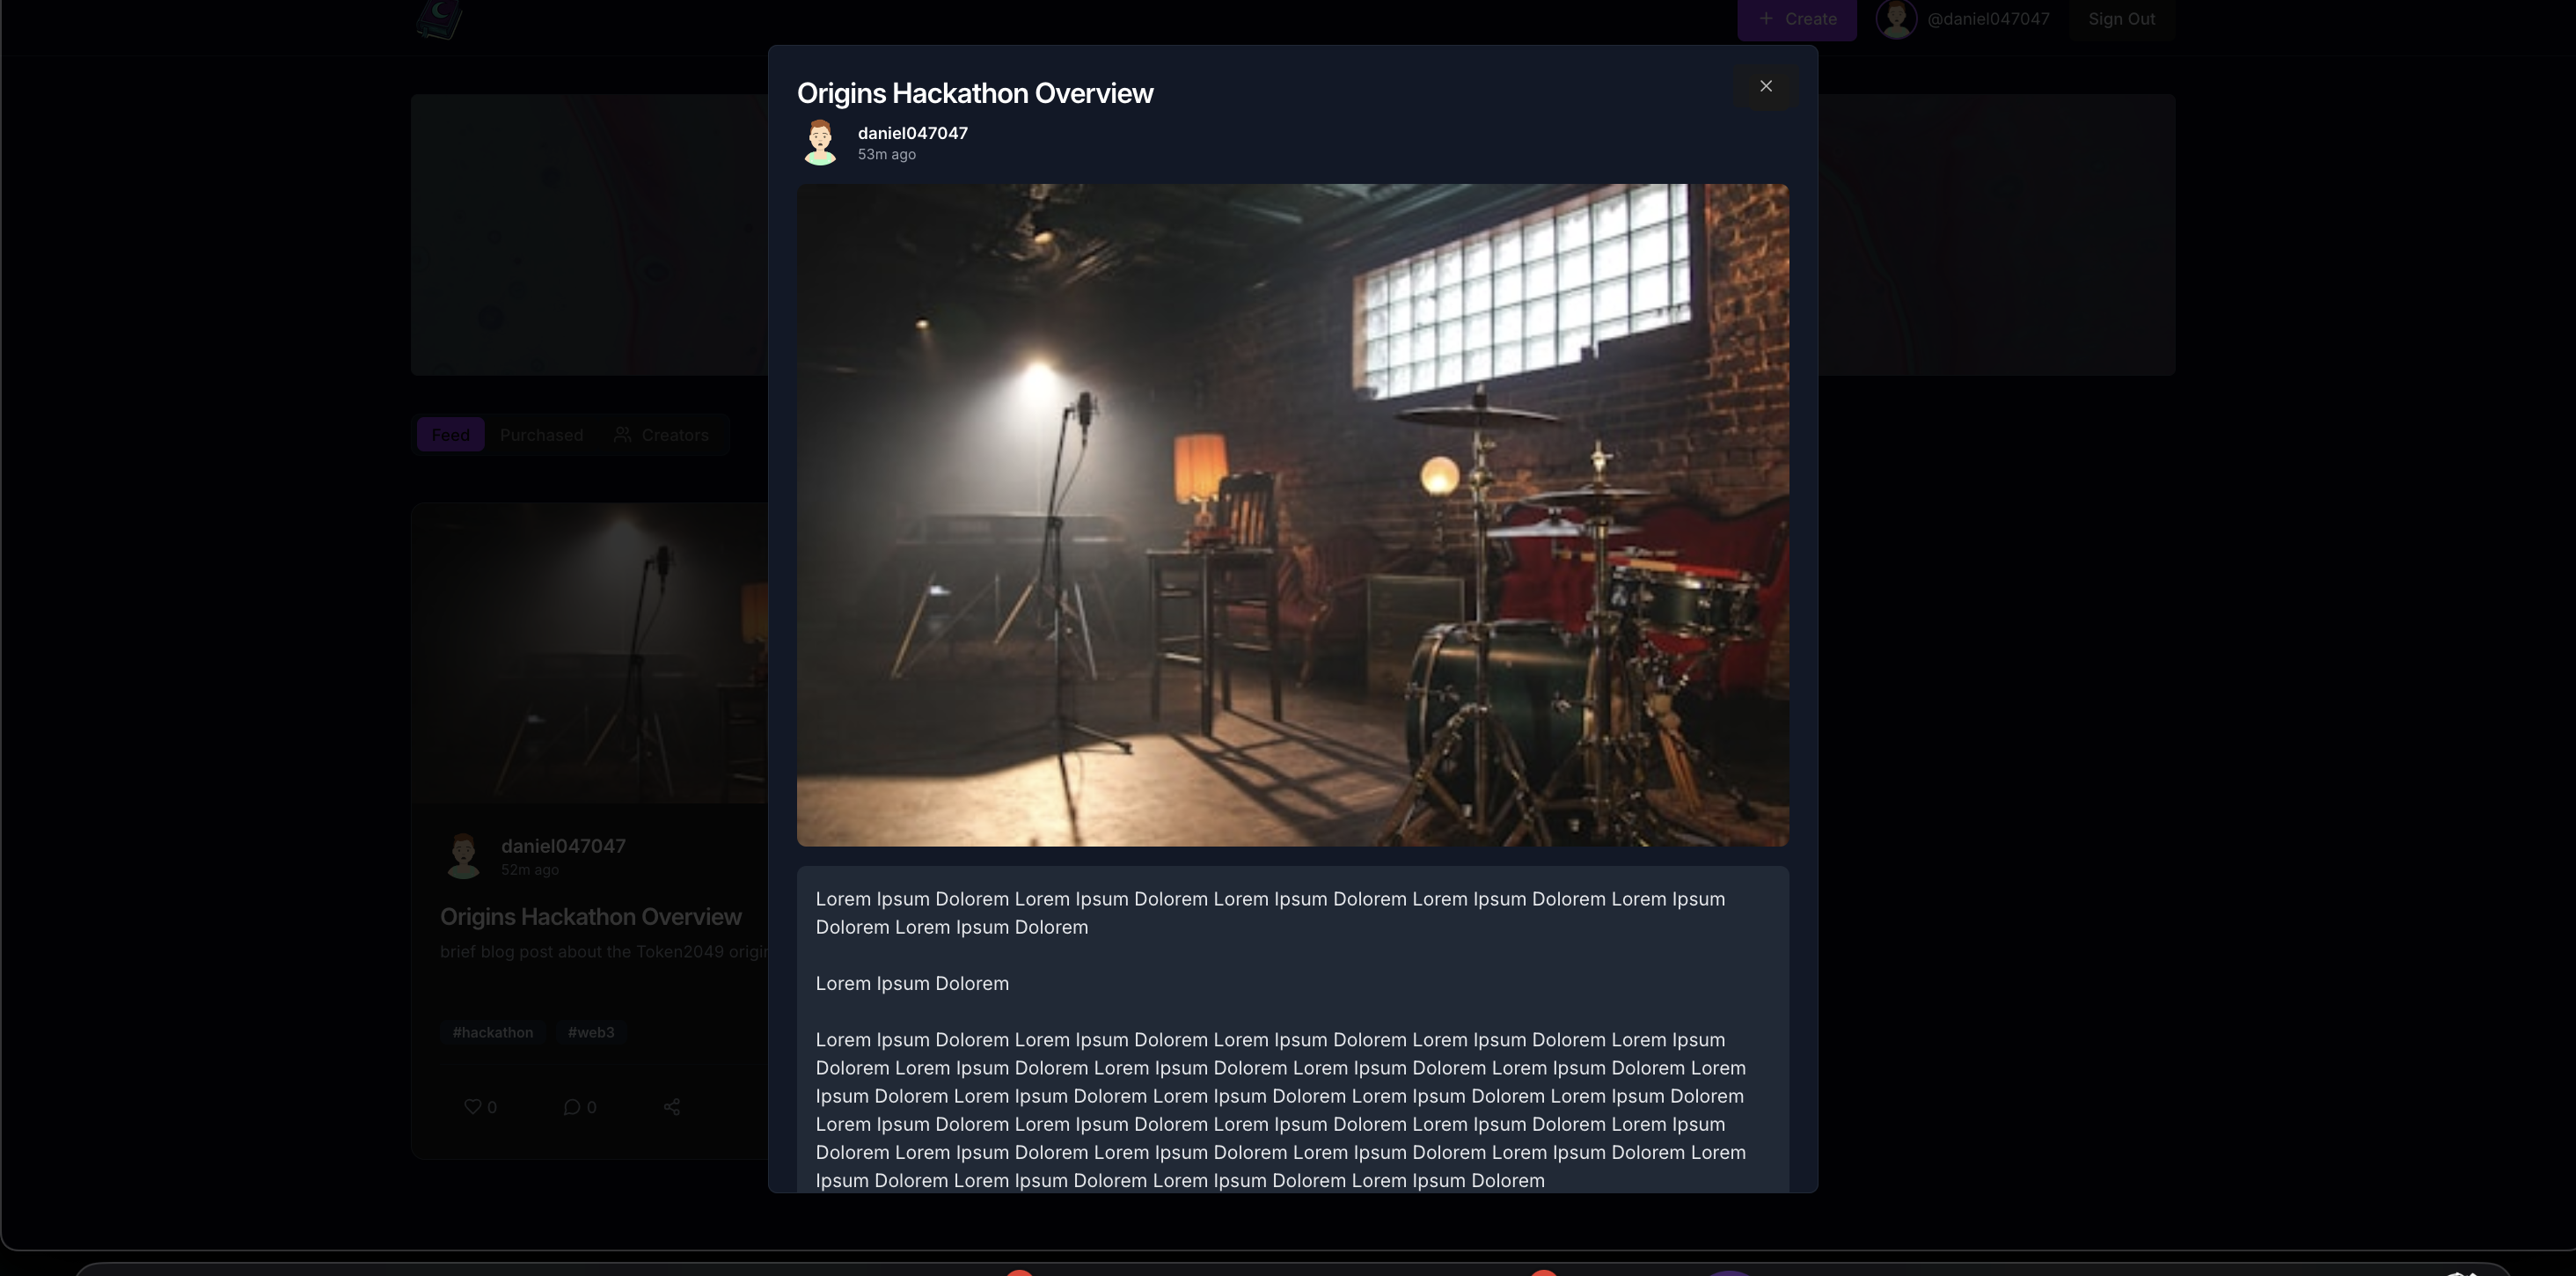 Create
@daniel047047
Sign Out
Origins Hackathon Overview
daniel047047
53m ago
Feed
Purchased
Creators
daniel047047
52m ago
Origins Hackathon Overview
brief blog post about the Token2049
#hackathon
#web3
0
0
Lorem Ipsum Dolorem Lorem Ipsum Dolorem Lorem Ipsum Dolorem Lorem Ipsum Dolorem Lorem Ipsum
Dolorem Lorem Ipsum Dolorem
Lorem Ipsum Dolorem
Lorem Ipsum Dolorem Lorem Ipsum Dolorem Lorem Ipsum Dolorem Lorem Ipsum Dolorem Lorem Ipsum
Dolorem Lorem Ipsum Dolorem Lorem Ipsum Dolorem Lorem Ipsum Dolorem Lorem Ipsum Dolorem Lorem
Ipsum Dolorem Lorem Ipsum Dolorem Lorem Ipsum Dolorem Lorem Ipsum Dolorem Lorem Ipsum Dolorem
Lorem Ipsum Dolorem Lorem Ipsum Dolorem Lorem Ipsum Dolorem Lorem Ipsum Dolorem Lorem Ipsum
Dolorem Lorem Ipsum Dolorem Lorem Ipsum Dolorem Lorem Ipsum Dolorem Lorem Ipsum Dolorem Lorem
Ipsum Dolorem Lorem Ipsum Dolorem Lorem Ipsum Dolorem Lorem Ipsum Dolorem